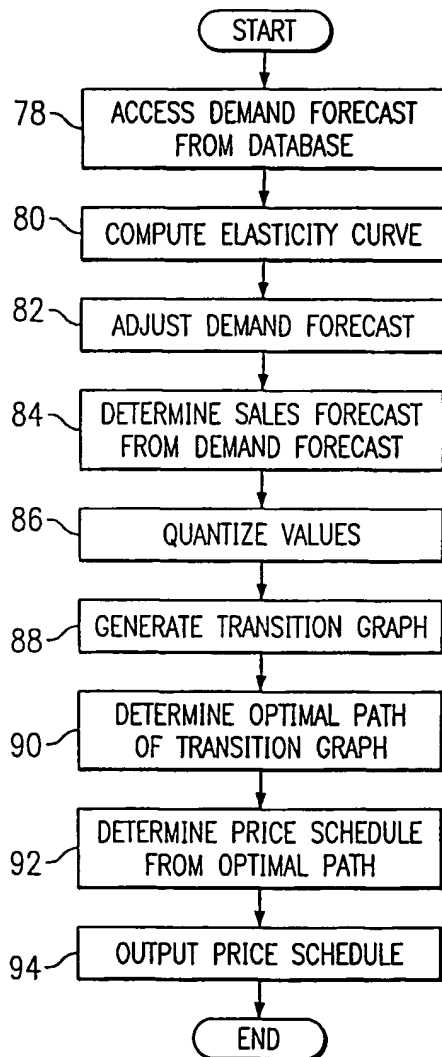 START
78
ACCESS DEMAND FORECAST
FROM DATABASE
80
COMPUTE ELASTICITY CURVE
82
ADJUST DEMAND FORECAST
84
DETERMINE SALES FORECAST
FROM DEMAND FORECAST
86
QUANTIZE VALUES
88
GENERATE TRANSITION GRAPH
90
DETERMINE OPTIMAL PATH
OF TRANSITION GRAPH
92
DETERMINE PRICE SCHEDULE
FROM OPTIMAL PATH
94
OUTPUT PRICE SCHEDULE
END